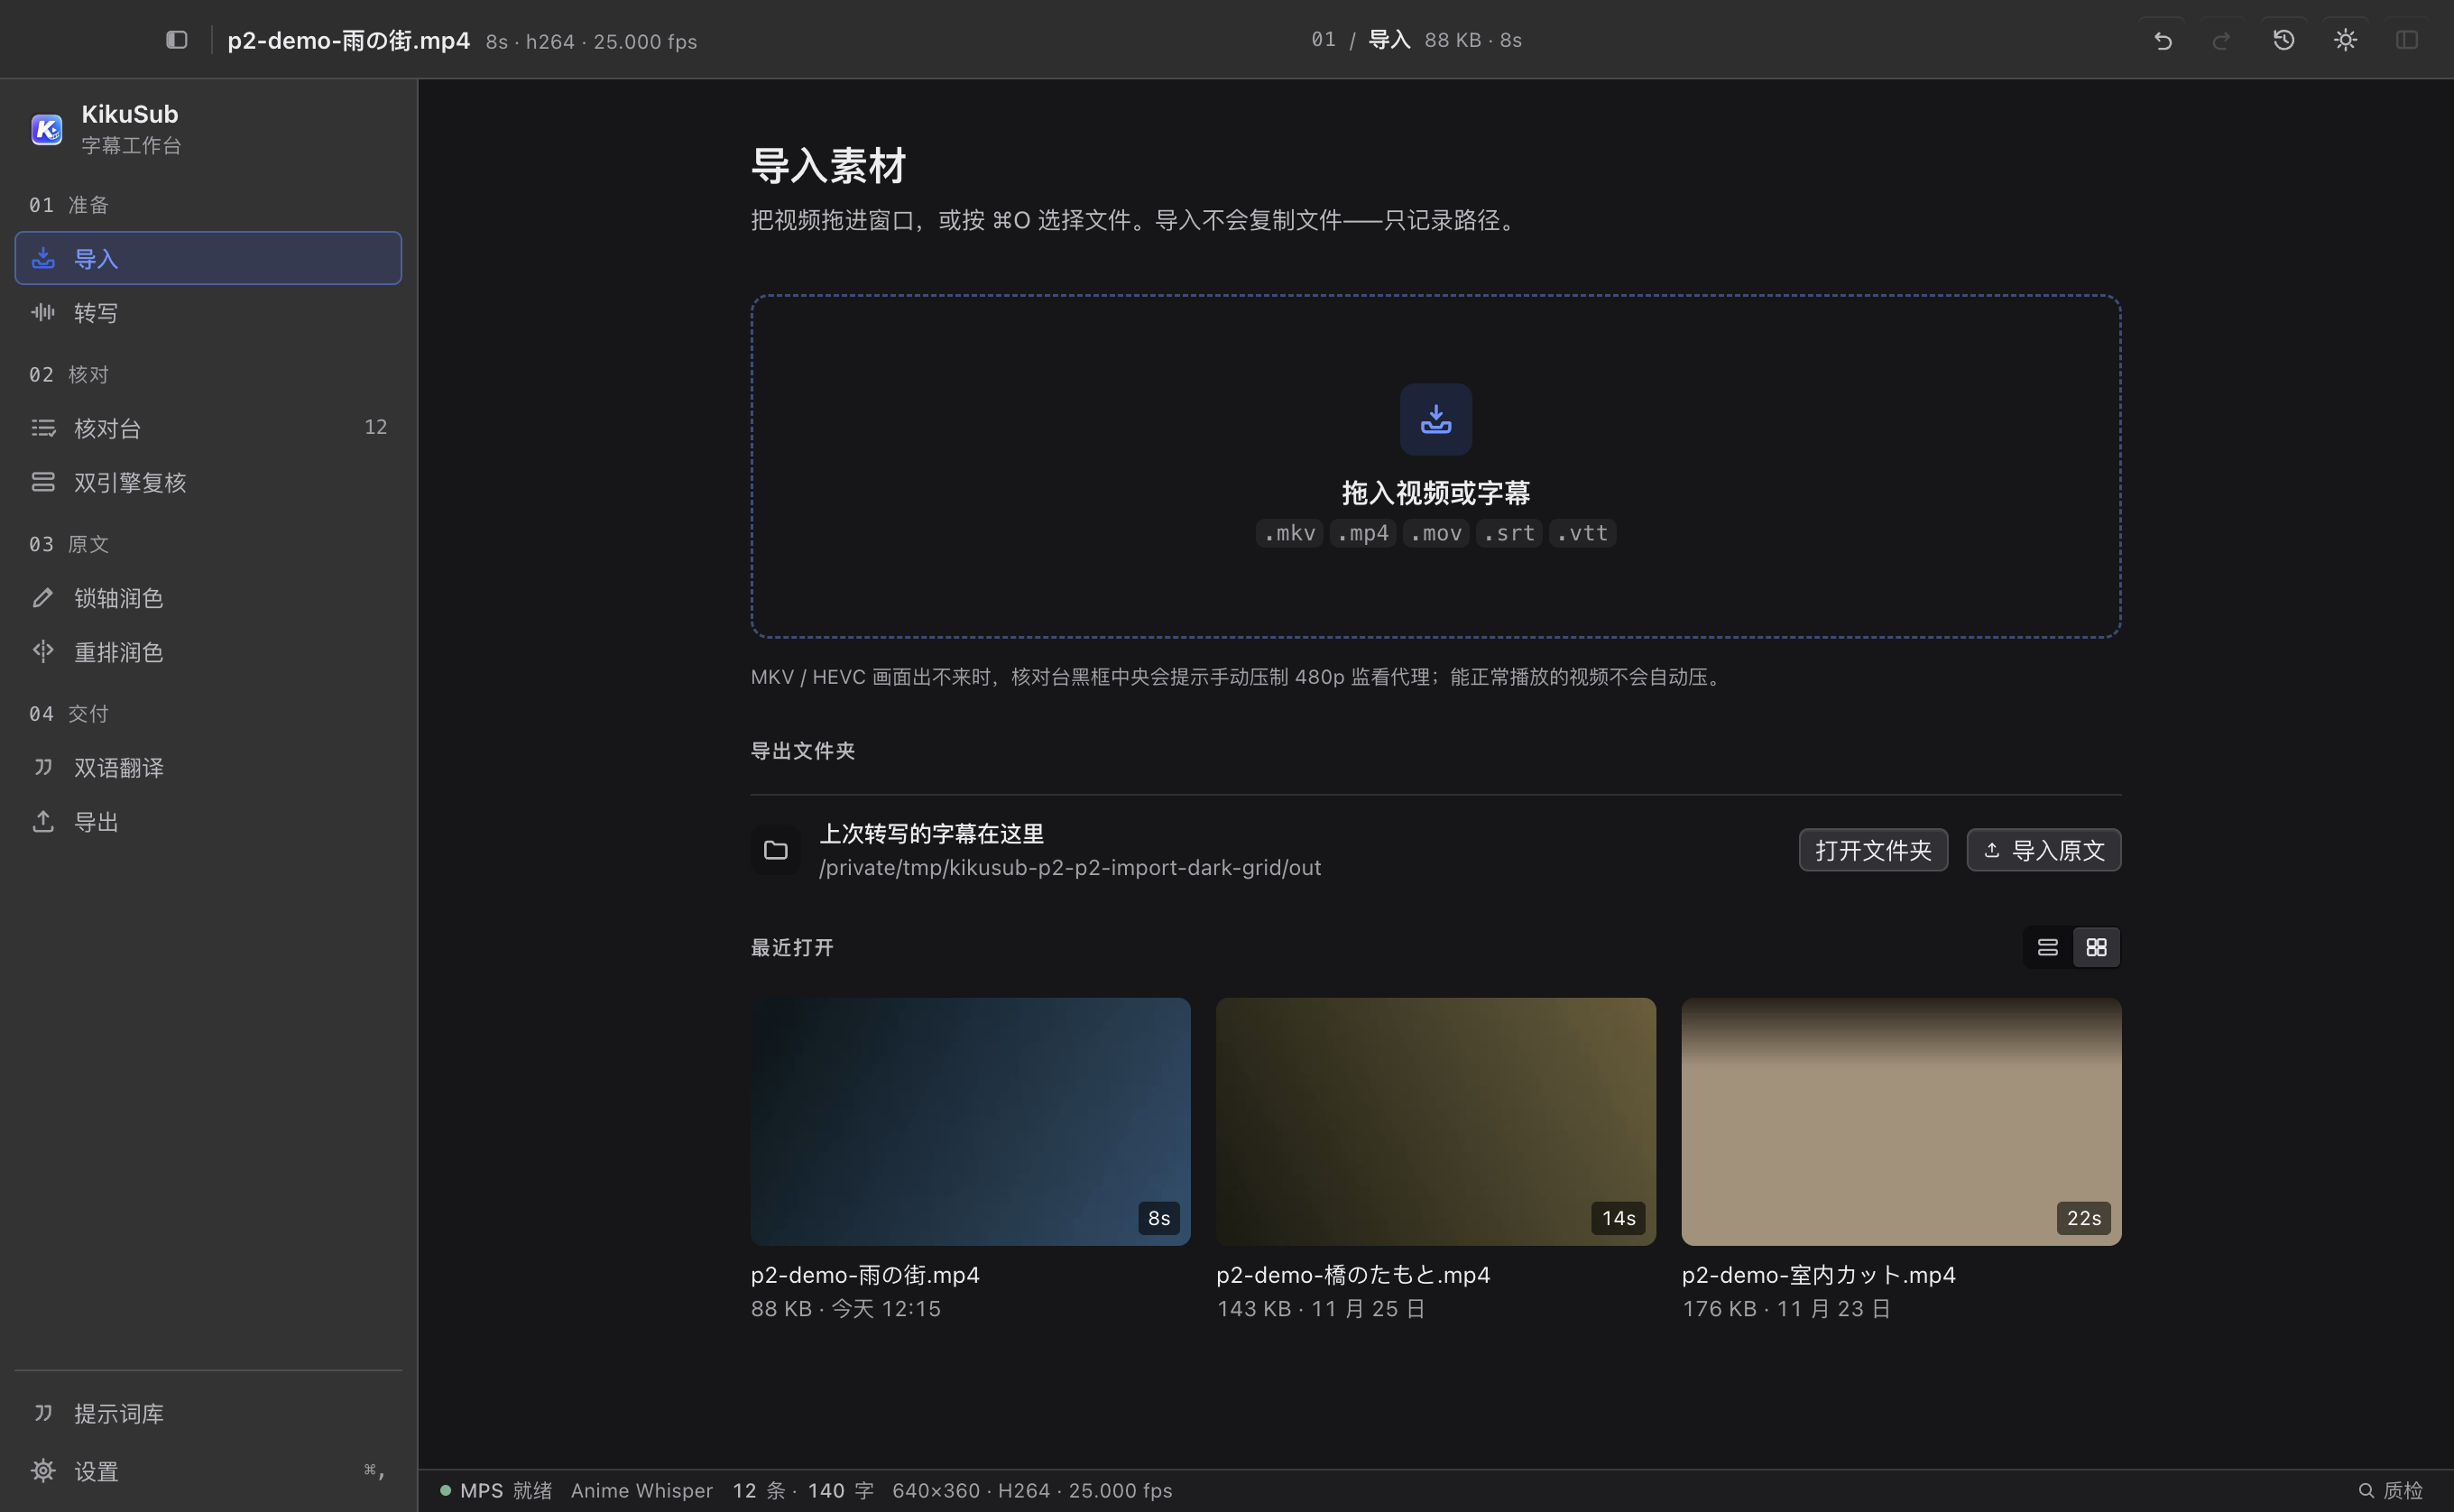 p2-demo-雨の街.mp4 8s · h264 · 25.000 fps
01 / 导入 88 KB · 8s
KikuSub
字幕工作台
01 准备
导入
转写
02 核对
核对台 12
双引擎复核
03 原文
锁轴润色
重排润色
04 交付
双语翻译
导出
提示词库
设置 ⌘,
导入素材
把视频拖进窗口，或按 ⌘O 选择文件。导入不会复制文件——只记录路径。
拖入视频或字幕
.mkv .mp4 .mov .srt .vtt
MKV / HEVC 画面出不来时，核对台黑框中央会提示手动压制 480p 监看代理；能正常播放的视频不会自动压。
导出文件夹
上次转写的字幕在这里
/private/tmp/kikusub-p2-p2-import-dark-grid/out
打开文件夹 导入原文
最近打开
8s
p2-demo-雨の街.mp4
88 KB · 今天 12:15
14s
p2-demo-橋のたもと.mp4
143 KB · 11 月 25 日
22s
p2-demo-室内カット.mp4
176 KB · 11 月 23 日
MPS 就绪 Anime Whisper 12 条 · 140 字 640×360 · H264 · 25.000 fps
质检